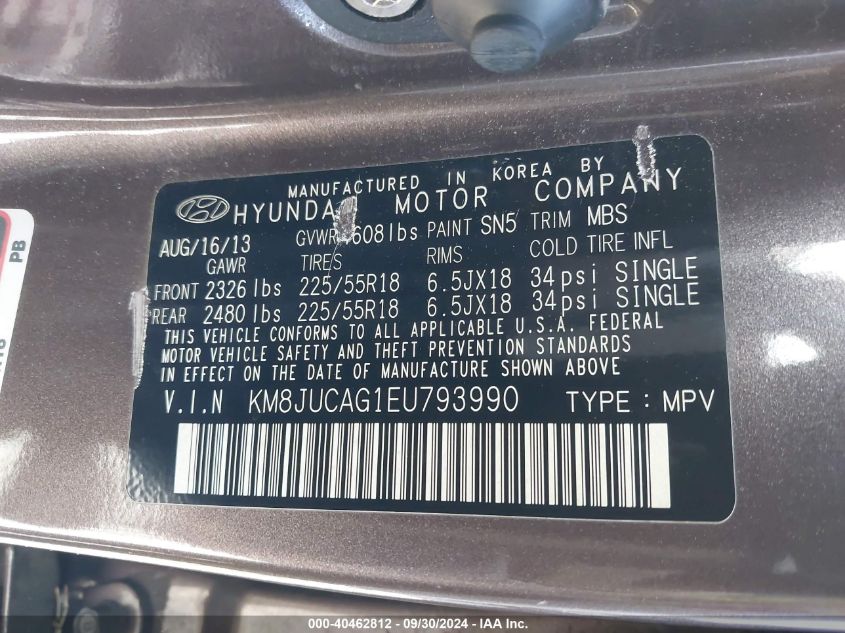 MANUFACTURED IN KOREA BY
HYUNDAI MOTOR COMPANY
AUG/16/13 GVWR 608lbs PAINT SN5 TRIM MBS
GAWR TIRES RIMS COLD TIRE INFL
FRONT 2326 lbs 225/55R18 6.5JX18 34psi SINGLE
REAR 2480 lbs 225/55R18 6.5JX18 34psi SINGLE
THIS VEHICLE CONFORMS TO ALL APPLICABLE U.S.A. FEDERAL
MOTOR VEHICLE SAFETY AND THEFT PREVENTION STANDARDS
IN EFFECT ON THE DATE OF MANUFACTURE SHOWN ABOVE
V.I.N KM8JUCAG1EU793990 TYPE : MPV
PB
000-40462812 - 09/30/2024 - IAA Inc.